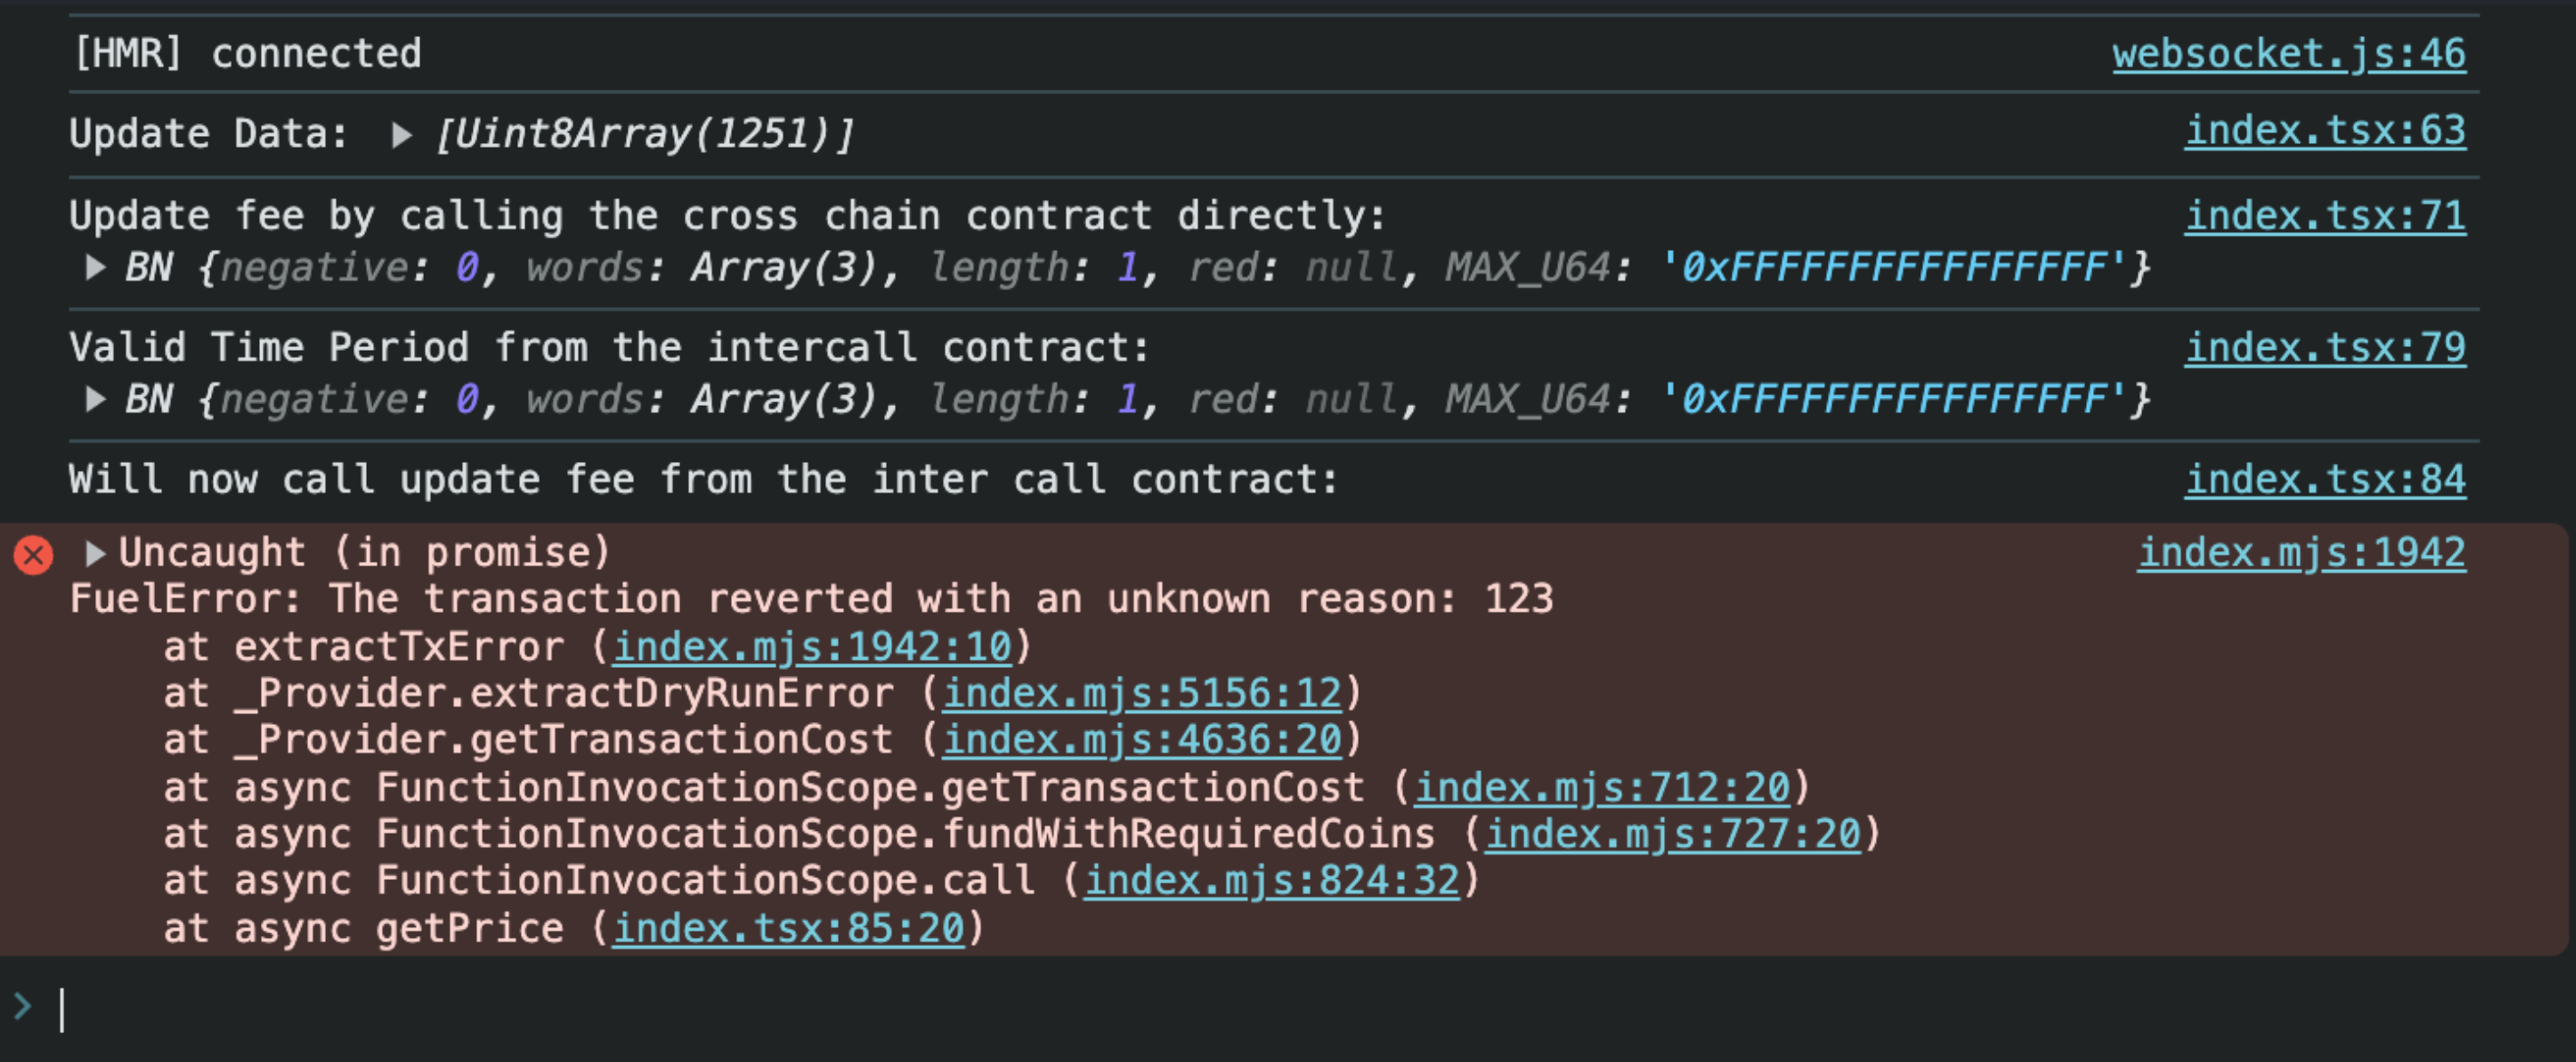 [HMR] connected websocket.js:46
Update Data: ▶ [Uint8Array(1251)] index.tsx:63
Update fee by calling the cross chain contract directly: index.tsx:71
▶ BN {negative: 0, words: Array(3), length: 1, red: null, MAX_U64: '0xFFFFFFFFFFFFFFFF'}
Valid Time Period from the intercall contract: index.tsx:79
▶ BN {negative: 0, words: Array(3), length: 1, red: null, MAX_U64: '0xFFFFFFFFFFFFFFFF'}
Will now call update fee from the inter call contract: index.tsx:84
▶ Uncaught (in promise) index.mjs:1942
FuelError: The transaction reverted with an unknown reason: 123
at extractTxError (index.mjs:1942:10)
at _Provider.extractDryRunError (index.mjs:5156:12)
at _Provider.getTransactionCost (index.mjs:4636:20)
at async FunctionInvocationScope.getTransactionCost (index.mjs:712:20)
at async FunctionInvocationScope.fundWithRequiredCoins (index.mjs:727:20)
at async FunctionInvocationScope.call (index.mjs:824:32)
at async getPrice (index.tsx:85:20)
>